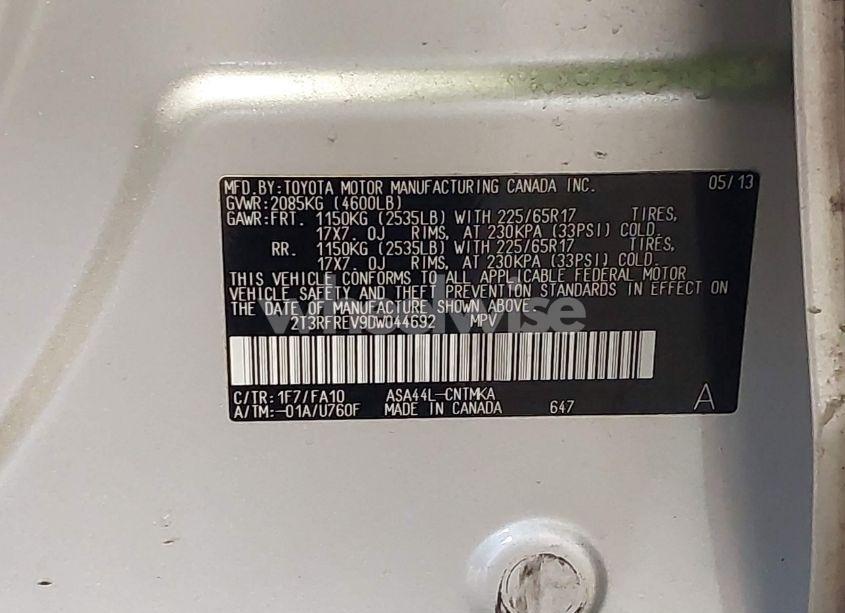 MFD. BY: TOYOTA MOTOR MANUFACTURING CANADA INC. 05/13
GVWR: 2085KG (4600LB)
GAWR: FRT. 1150KG (2535LB) WITH 225/65R17 TIRES,
17X7. 0J RIMS, AT 230KPA (33PSI) COLD.
RR. 1150KG (2535LB) WITH 225/65R17 TIRES,
17X7. 0J RIMS, AT 230KPA (33PSI) COLD.
THIS VEHICLE CONFORMS TO ALL APPLICABLE FEDERAL MOTOR
VEHICLE SAFETY AND THEFT PREVENTION STANDARDS IN EFFECT ON
THE DATE OF MANUFACTURE SHOWN ABOVE.
wheelwise
2T3RFREV9DW044692 MPV
C/TR: 1F7/FA10 ASA44L-CNTMKA
A/TM: -01A/U760F MADE IN CANADA 647 A